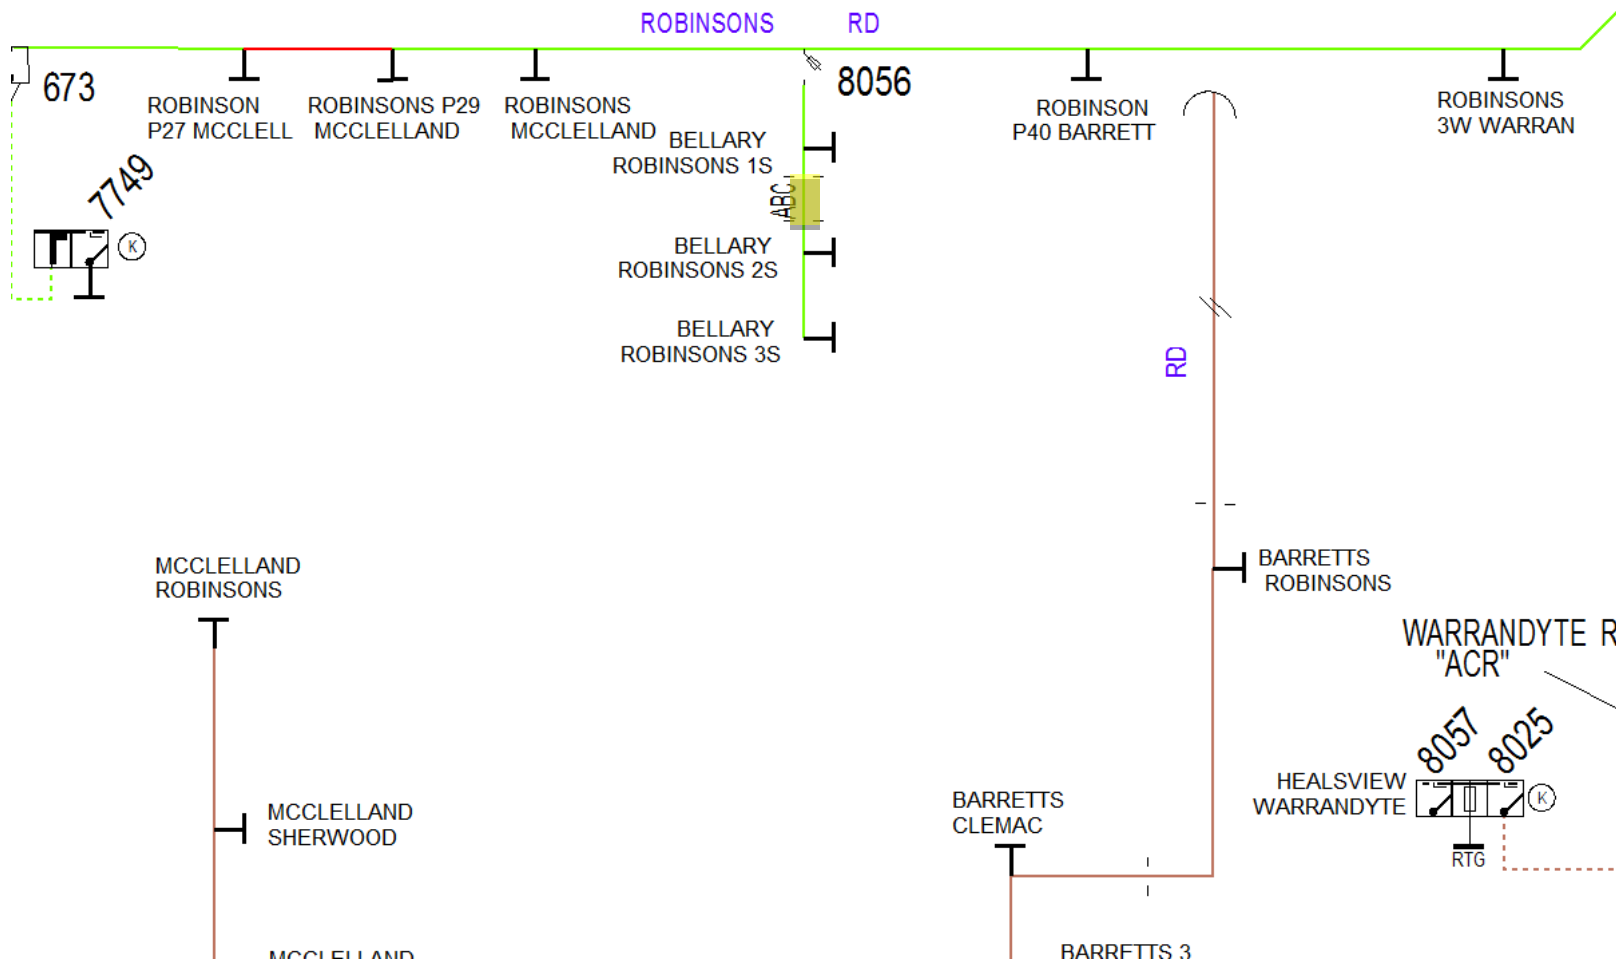 ROBINSONS RD
673
8056
ROBINSON
P27 MCCLELL
ROBINSONS P29
MCCLELLAND
ROBINSONS
MCCLELLAND
ROBINSON
P40 BARRETT
ROBINSONS
3W WARRAN
BELLARY
ROBINSONS 1S
ABC
7749
K
BELLARY
ROBINSONS 2S
BELLARY
ROBINSONS 3S
RD
MCCLELLAND
ROBINSONS
BARRETTS
ROBINSONS
WARRANDYTE R
"ACR"
8057
8025
HEALSVIEW
WARRANDYTE
K
RTG
MCCLELLAND
SHERWOOD
BARRETTS
CLEMAC
MCCLELLAND
BARRETTS 3